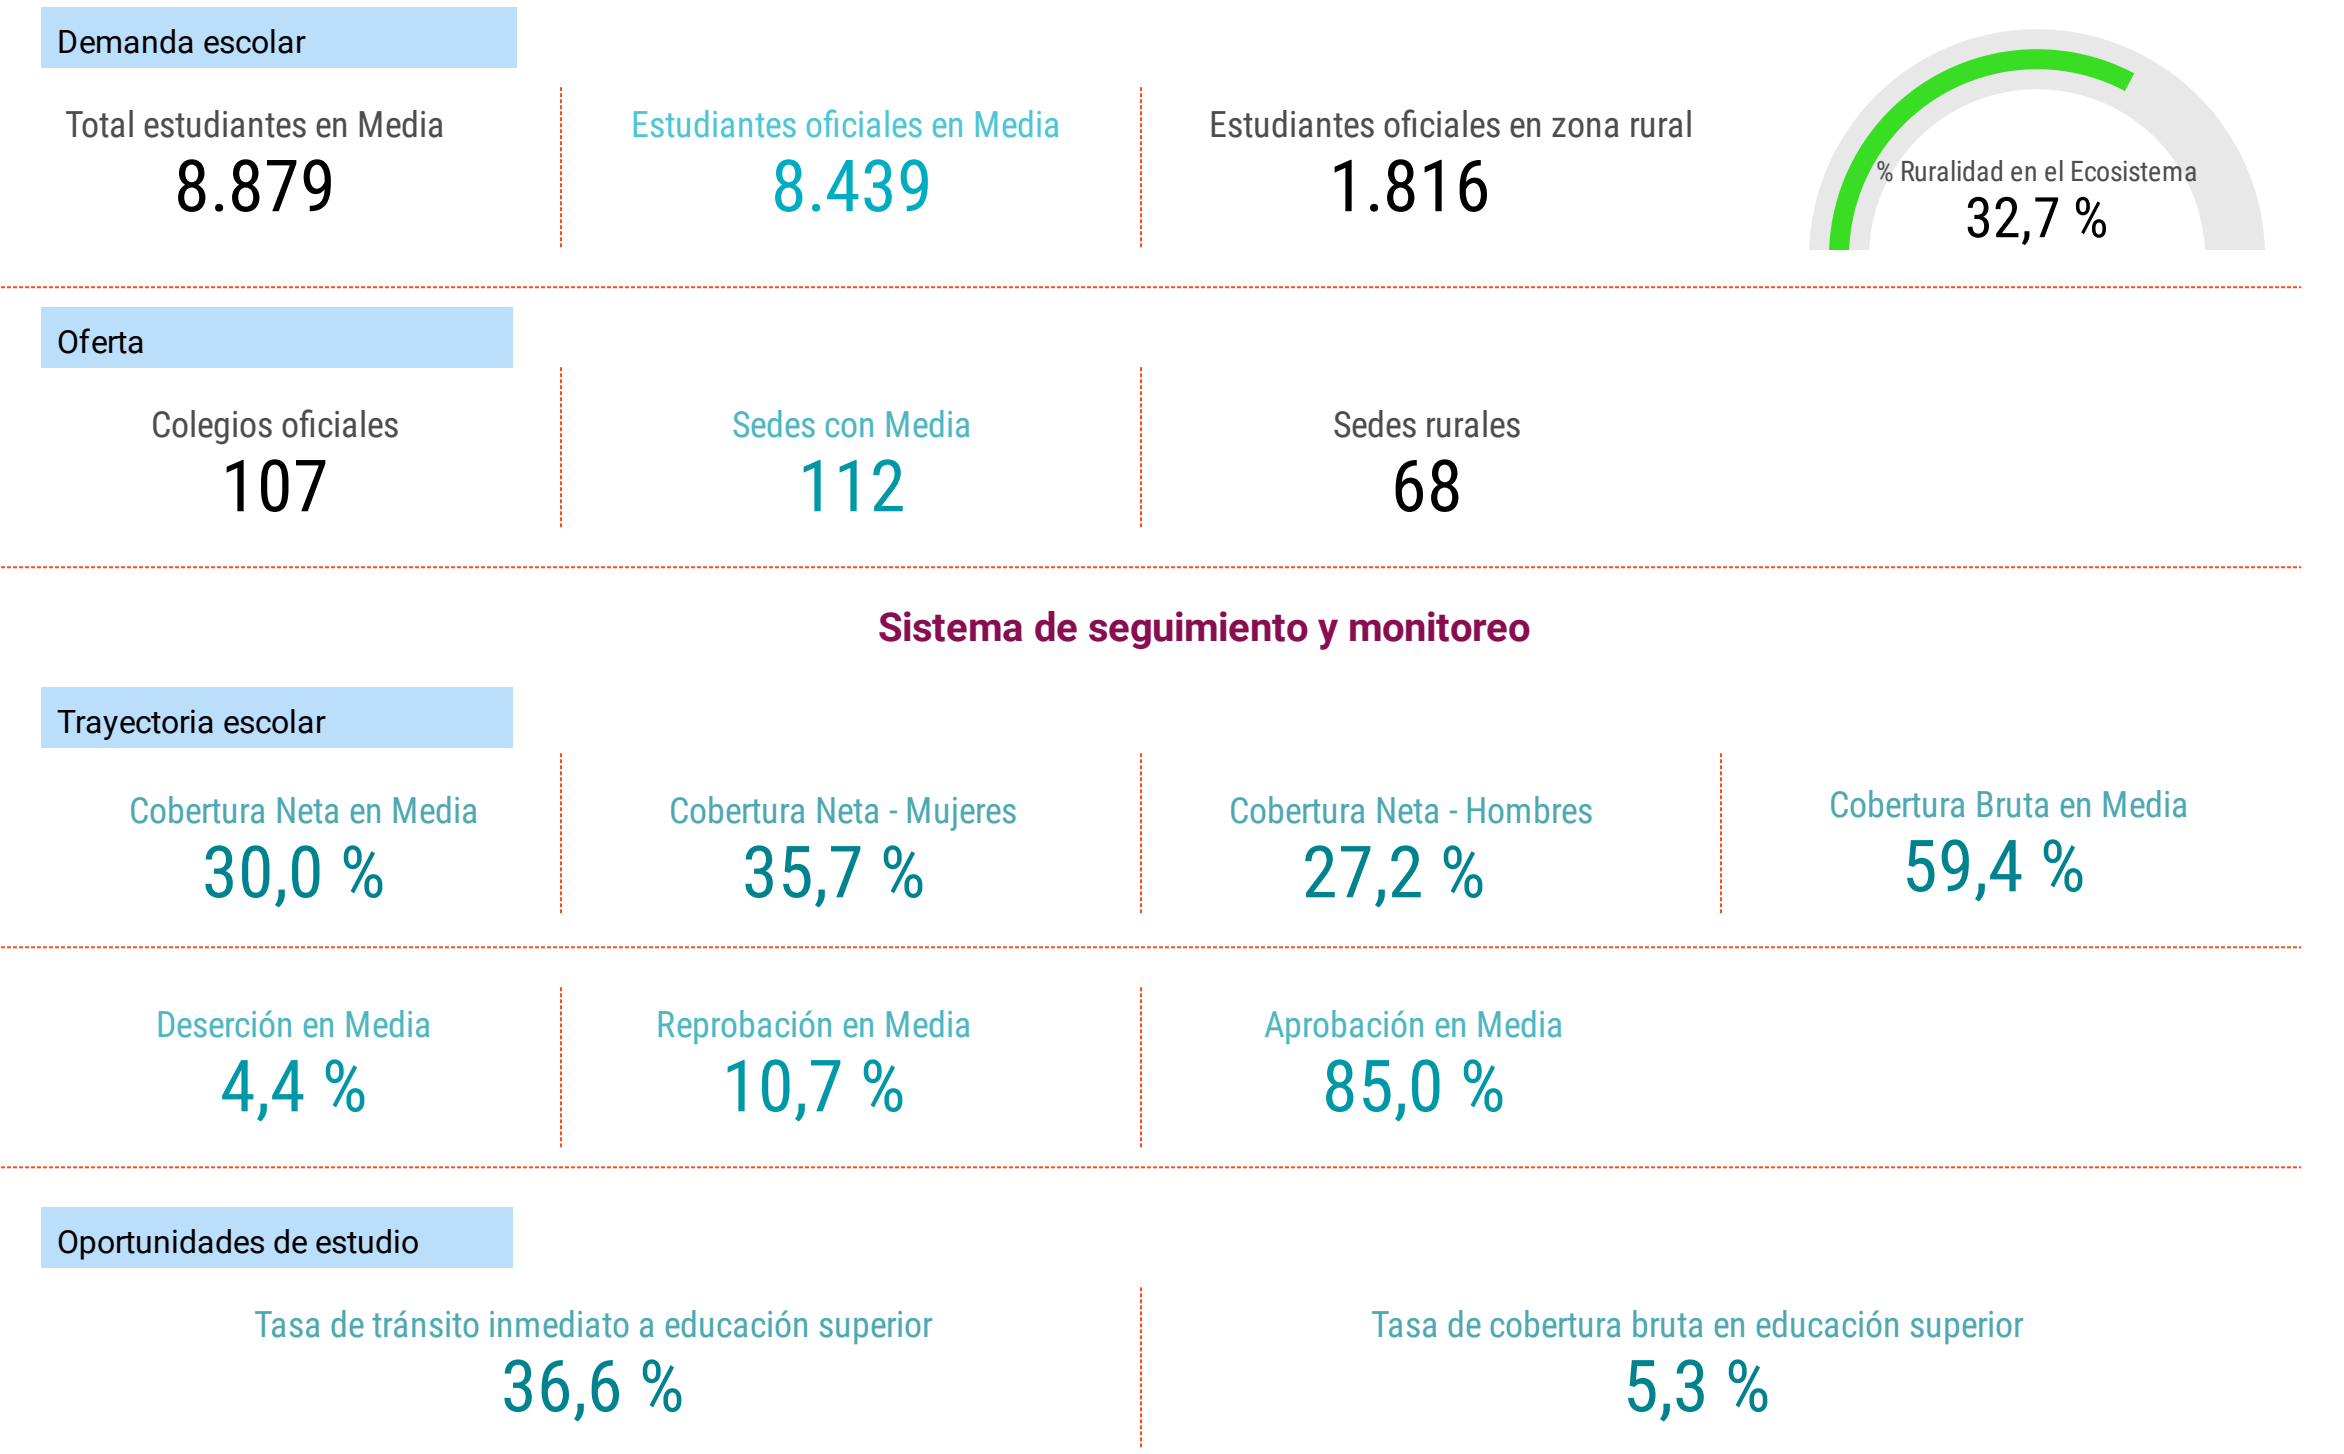 Demanda escolar
Total estudiantes en Media
8.879
Estudiantes oficiales en Media
8.439
Estudiantes oficiales en zona rural
1.816
% Ruralidad en el Ecosistema
32,7 %
Oferta
Colegios oficiales
107
Sedes con Media
112
Sedes rurales
68
Sistema de seguimiento y monitoreo
Trayectoria escolar
Cobertura Neta en Media
30,0 %
Cobertura Neta - Mujeres
35,7 %
Cobertura Neta - Hombres
27,2 %
Cobertura Bruta en Media
59,4 %
Deserción en Media
4,4 %
Reprobación en Media
10,7 %
Aprobación en Media
85,0 %
Oportunidades de estudio
Tasa de tránsito inmediato a educación superior
36,6 %
Tasa de cobertura bruta en educación superior
5,3 %